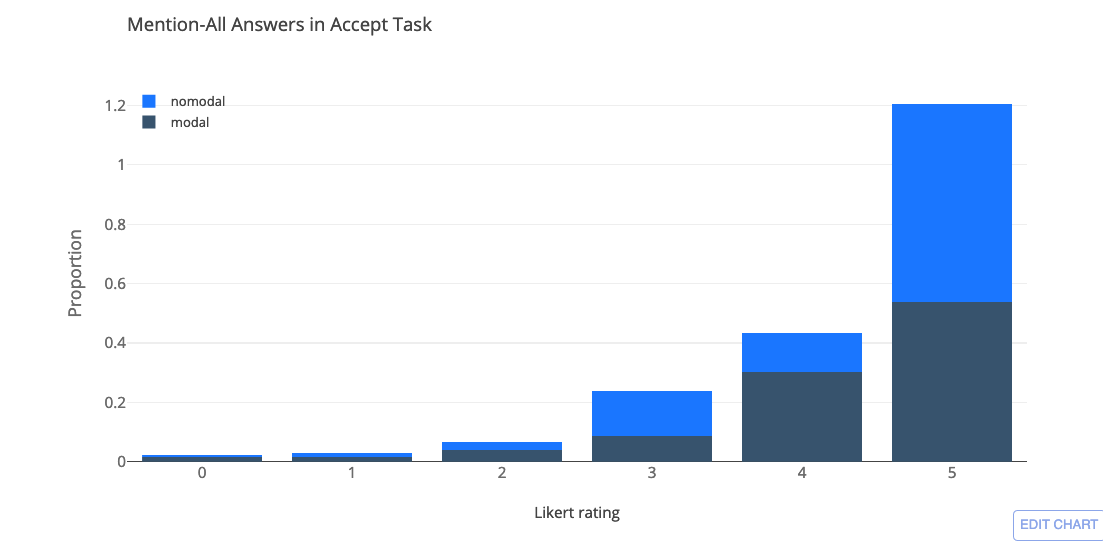 Mention-All Answers in Accept Task
nomodal
modal
1.2
1
0.8
0.6
0.4
0.2
0
Proportion
0 1 2 3 4 5
Likert rating
EDIT CHART